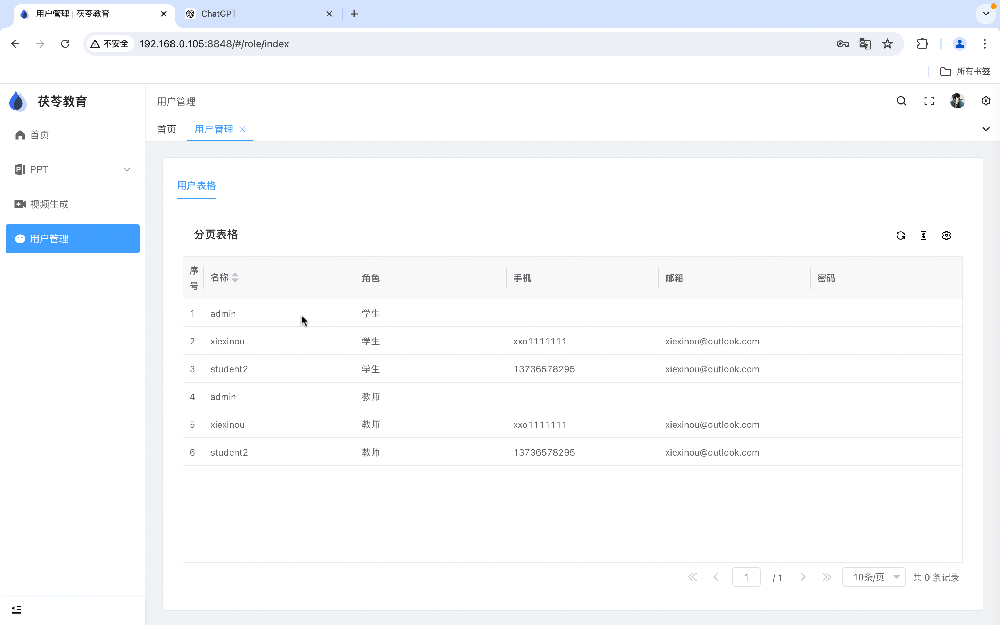 用户管理 | 茯苓教育
ChatGPT
不安全
192.168.0.105:8848/#/role/index
所有书签
茯苓教育
用户管理
首页
用户管理
首页
PPT
视频生成
用户管理
用户表格
分页表格
序号 名称 角色 手机 邮箱 密码
1 admin 学生
2 xiexinou 学生 xxo1111111 xiexinou@outlook.com
3 student2 学生 13736578295 xiexinou@outlook.com
4 admin 教师
5 xiexinou 教师 xxo1111111 xiexinou@outlook.com
6 student2 教师 13736578295 xiexinou@outlook.com
1 / 1 10条/页 共 0 条记录